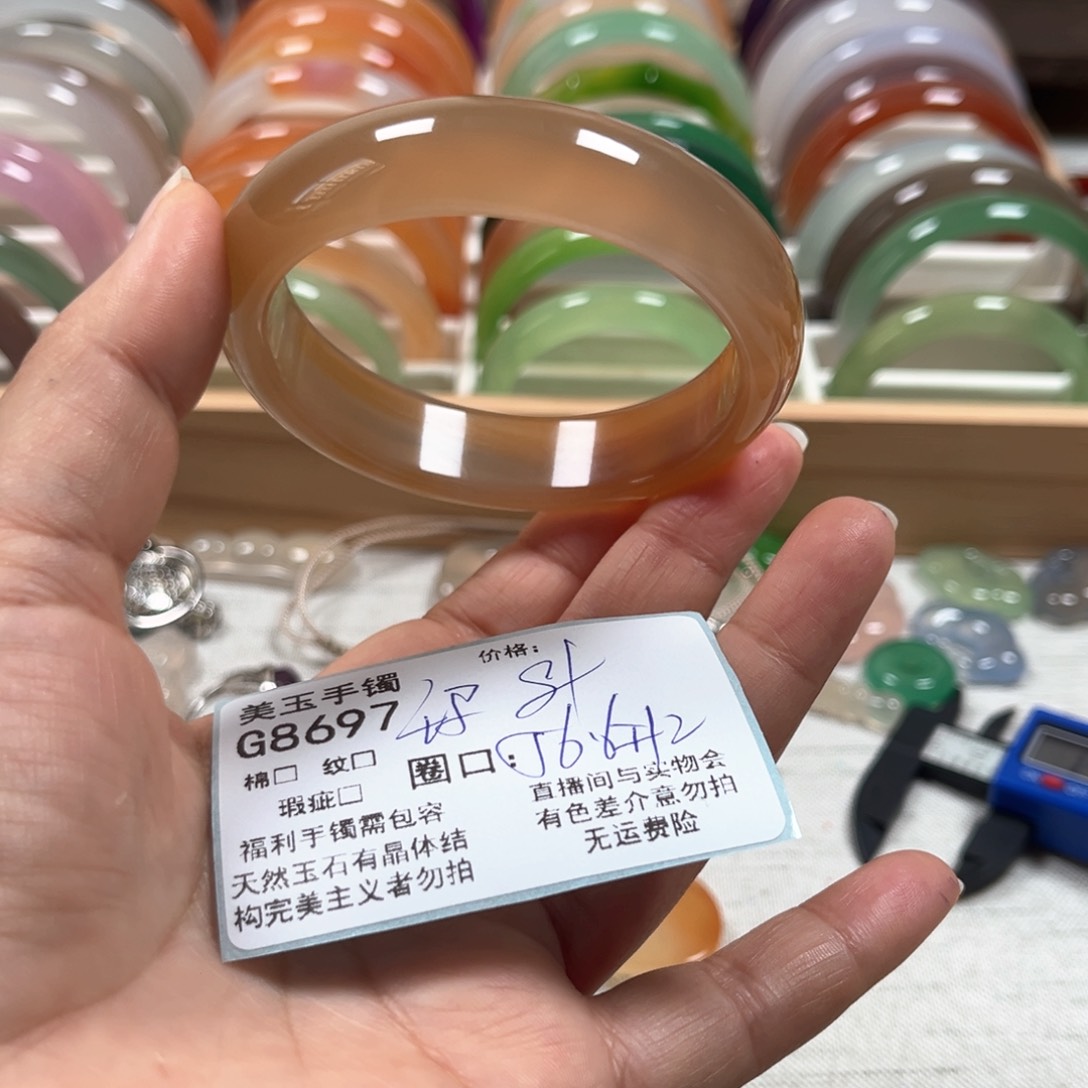 价格:
美玉手镯
G8697
棉□ 纹□ 圈口: 56.6
瑕疵□
福利手镯需包容
天然玉石有晶体结
构完美主义者勿拍
直播间与实物会
有色差介意勿拍
无运费险